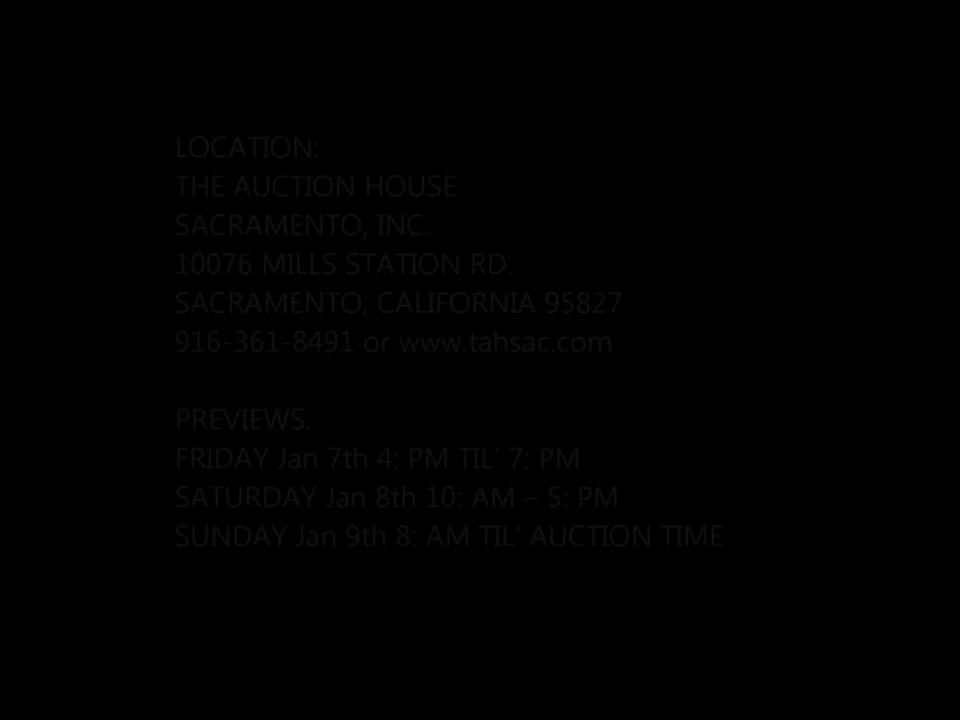 LOCATION:
THE AUCTION HOUSE
SACRAMENTO, INC.
10076 MILLS STATION RD.
SACRAMENTO, CALIFORNIA 95827
916-361-8491 or www.tahsac.com
PREVIEWS:
FRIDAY Jan 7th 4: PM TIL' 7: PM
SATURDAY Jan 8th 10: AM – 5: PM
SUNDAY Jan 9th 8: AM TIL' AUCTION TIME